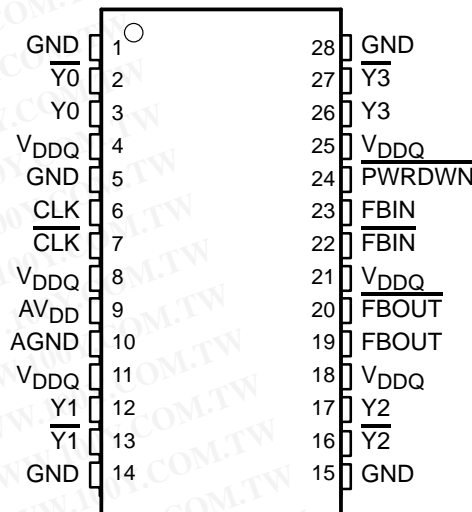 GND 1 28 GND
Y0 2 27 Y3
Y0 3 26 Y3
VDDQ 4 25 VDDQ
GND 5 24 PWRDWN
CLK 6 23 FBIN
CLK 7 22 FBIN
VDDQ 8 21 VDDQ
AVDD 9 20 FBOUT
AGND 10 19 FBOUT
VDDQ 11 18 VDDQ
Y1 12 17 Y2
Y1 13 16 Y2
GND 14 15 GND